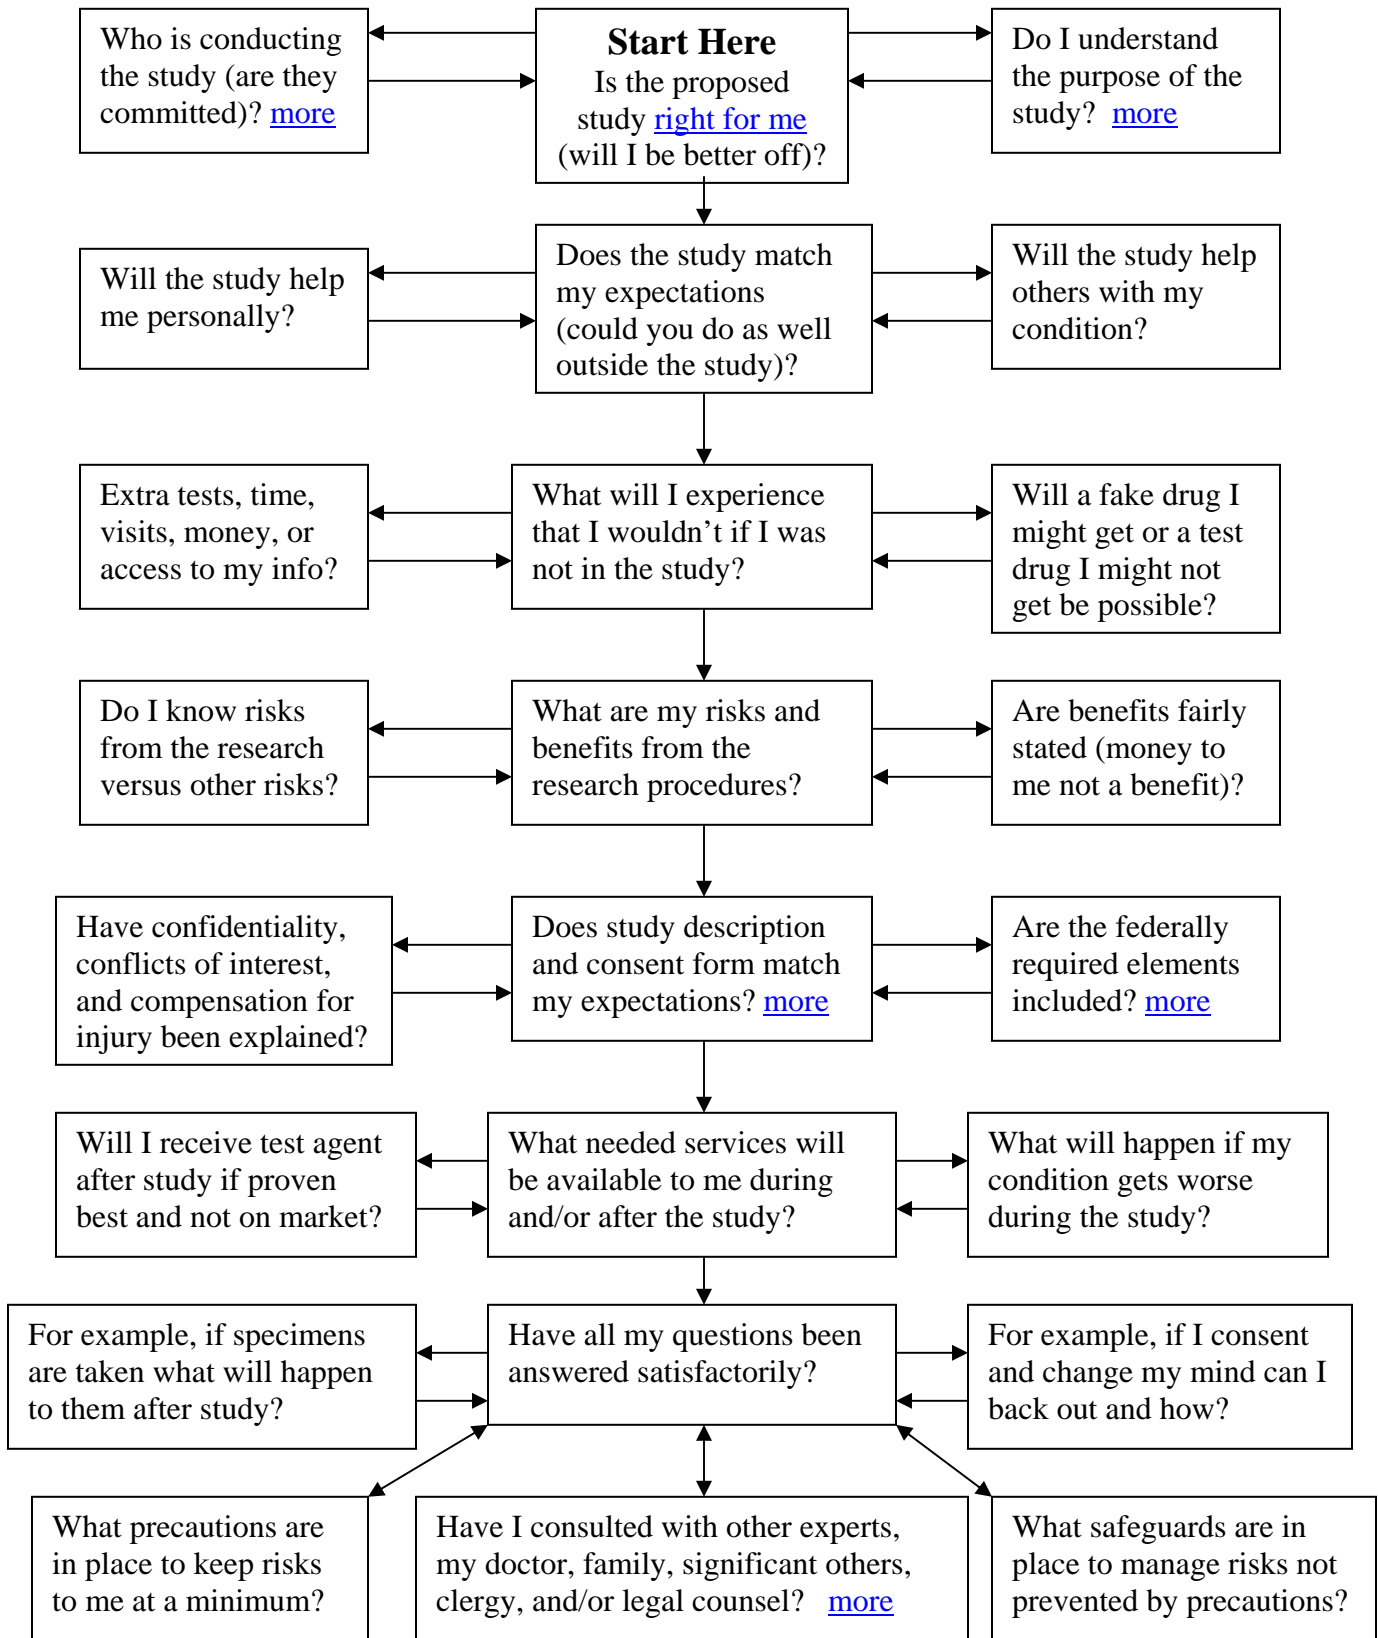 Who is conducting
the study (are they
committed)? more
Start Here
Is the proposed
study right for me
(will I be better off)?
Do I understand
the purpose of the
study? more
Will the study help
me personally?
Does the study match
my expectations
(could you do as well
outside the study)?
Will the study help
others with my
condition?
Extra tests, time,
visits, money, or
access to my info?
What will I experience
that I wouldn’t if I was
not in the study?
Will a fake drug I
might get or a test
drug I might not
get be possible?
Do I know risks
from the research
versus other risks?
What are my risks and
benefits from the
research procedures?
Are benefits fairly
stated (money to
me not a benefit)?
Have confidentiality,
conflicts of interest,
and compensation for
injury been explained?
Does study description
and consent form match
my expectations? more
Are the federally
required elements
included? more
Will I receive test agent
after study if proven
best and not on market?
What needed services will
be available to me during
and/or after the study?
What will happen if my
condition gets worse
during the study?
For example, if specimens
are taken what will happen
to them after study?
Have all my questions been
answered satisfactorily?
For example, if I consent
and change my mind can I
back out and how?
What precautions are
in place to keep risks
to me at a minimum?
Have I consulted with other experts,
my doctor, family, significant others,
clergy, and/or legal counsel? more
What safeguards are in
place to manage risks not
prevented by precautions?